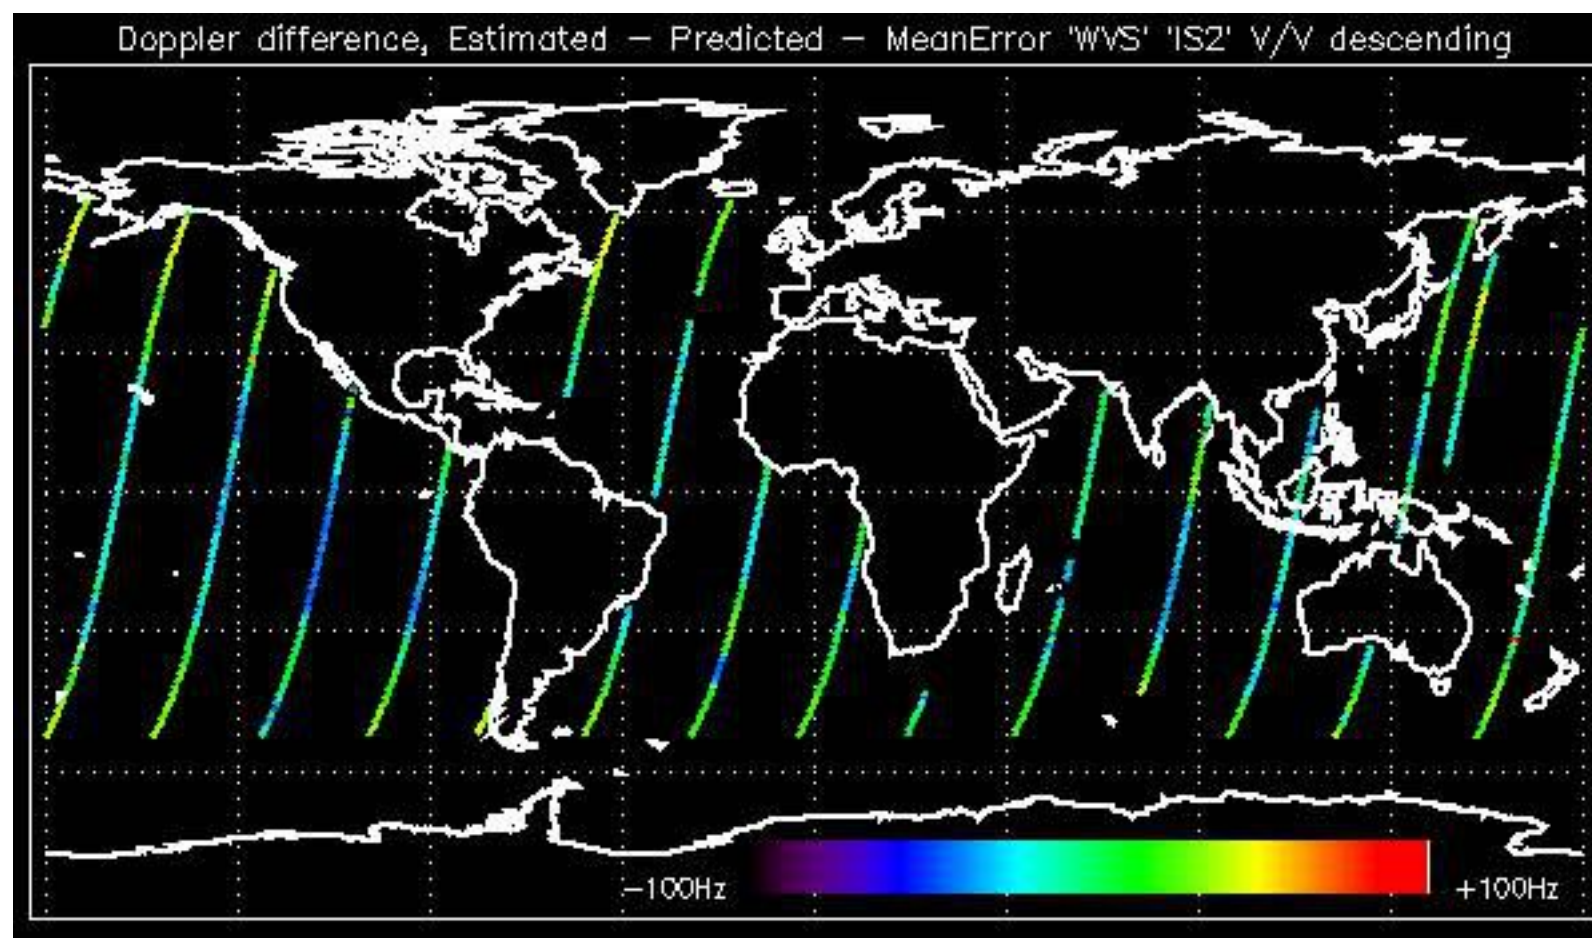 Doppler difference, Estimated – Predicted – MeanError 'WVS' 'IS2' V/V descending
-100Hz +100Hz